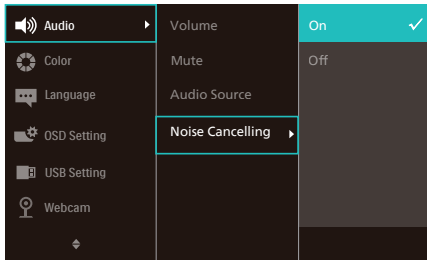 Audio
Color
Language
OSD Setting
USB Setting
Webcam
Volume
Mute
Audio Source
Noise Cancelling
On
Off